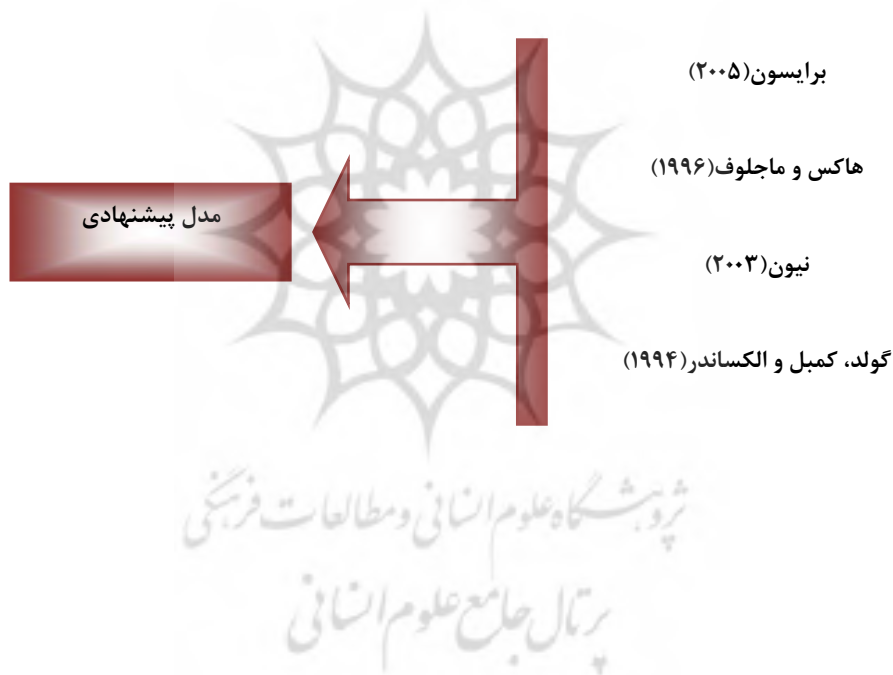 برایسون(۲۰۰۵)
هاکس و ماجلوف(۱۹۹۶)
مدل پیشنهادی
نیون(۲۰۰۳)
گولد، کمبل و الکساندر(۱۹۹۴)
پژوهشگاه علوم انسانی و مطالعات فرهنگی
پرتال جامع علوم انسانی